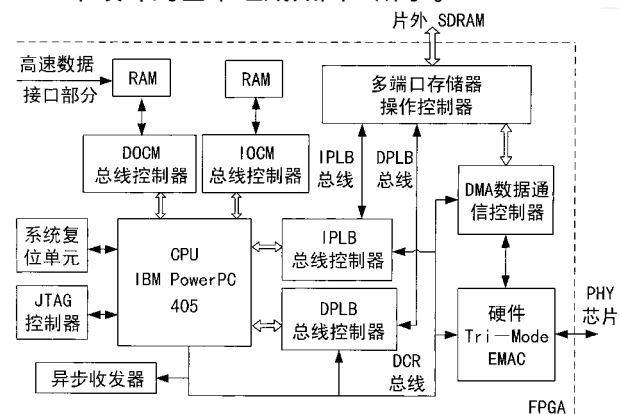 片外 SDRAM
高速数据
接口部分
RAM
RAM
多端口存储器
操作控制器
DOCM
总线控制器
IOCM
总线控制器
IPLB
总线
DPLB
总线
DMA数据通
信控制器
系统复
位单元
CPU
IBM PowerPC
405
IPLB
总线控制器
JTAG
控制器
DPLB
总线控制器
硬件
Tri—Mode
EMAC
PHY
芯片
异步收发器
DCR
总线
FPGA